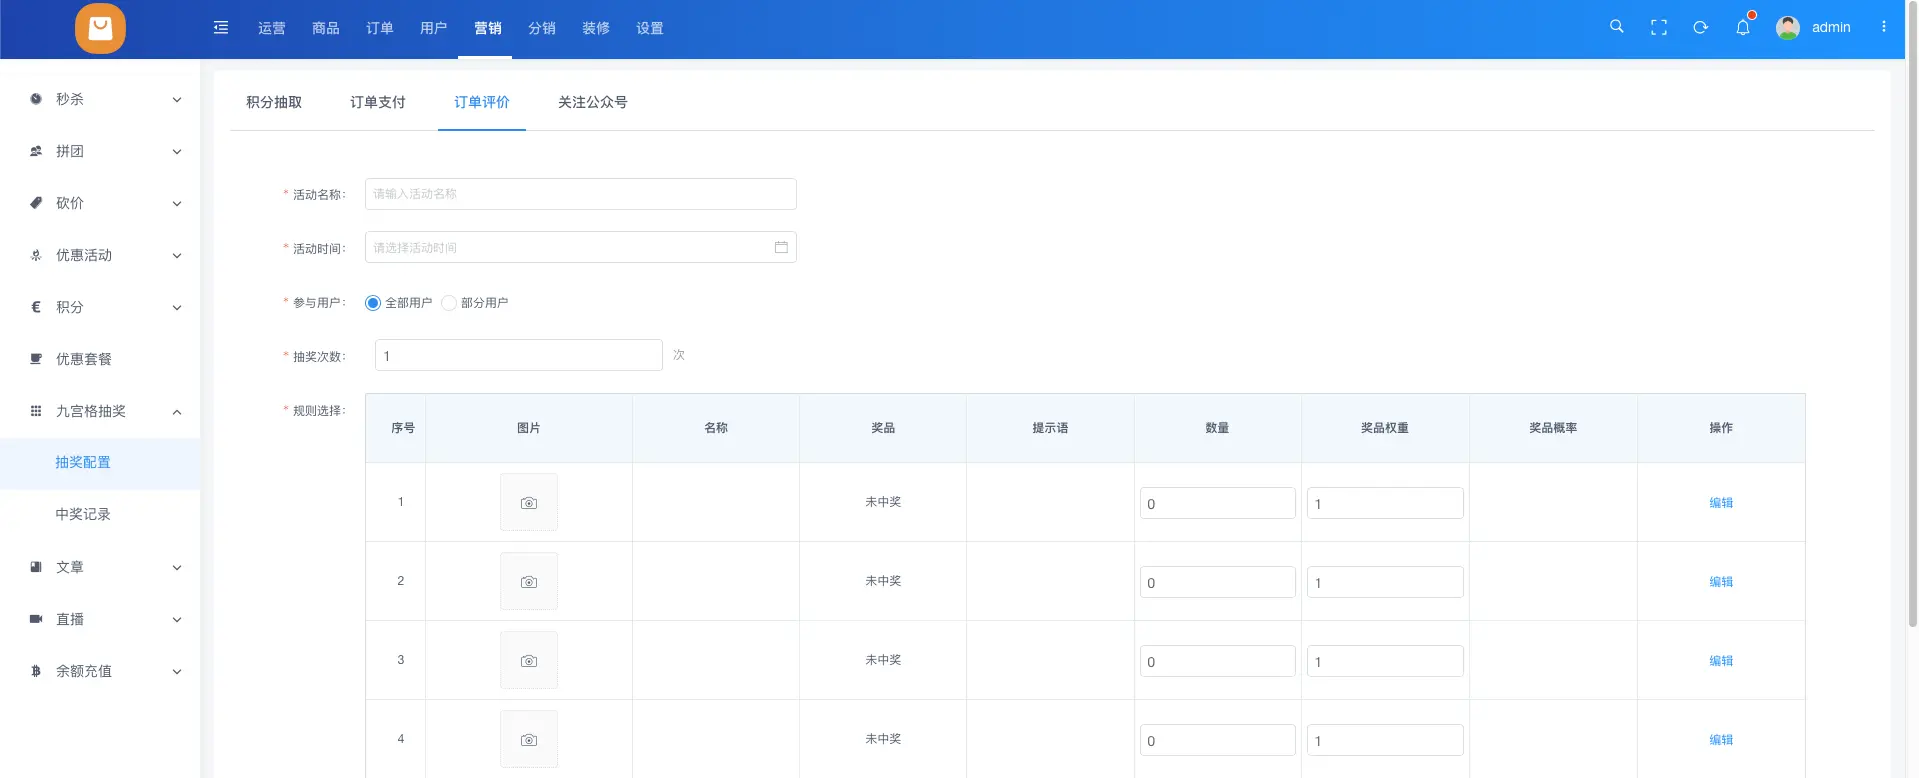 运营 商品 订单 用户 营销 分销 装修 设置 admin
秒杀
拼团
砍价
优惠活动
积分
优惠套餐
九宫格抽奖
抽奖配置
中奖记录
文章
直播
余额充值
积分抽取 订单支付 订单评价 关注公众号
* 活动名称: 请输入活动名称
* 活动时间: 请选择活动时间
* 参与用户: 全部用户 部分用户
* 抽奖次数: 1 次
* 规则选择:
序号 图片 名称 奖品 提示语 数量 奖品权重 奖品概率 操作
1 未中奖 0 1 编辑
2 未中奖 0 1 编辑
3 未中奖 0 1 编辑
4 未中奖 0 1 编辑